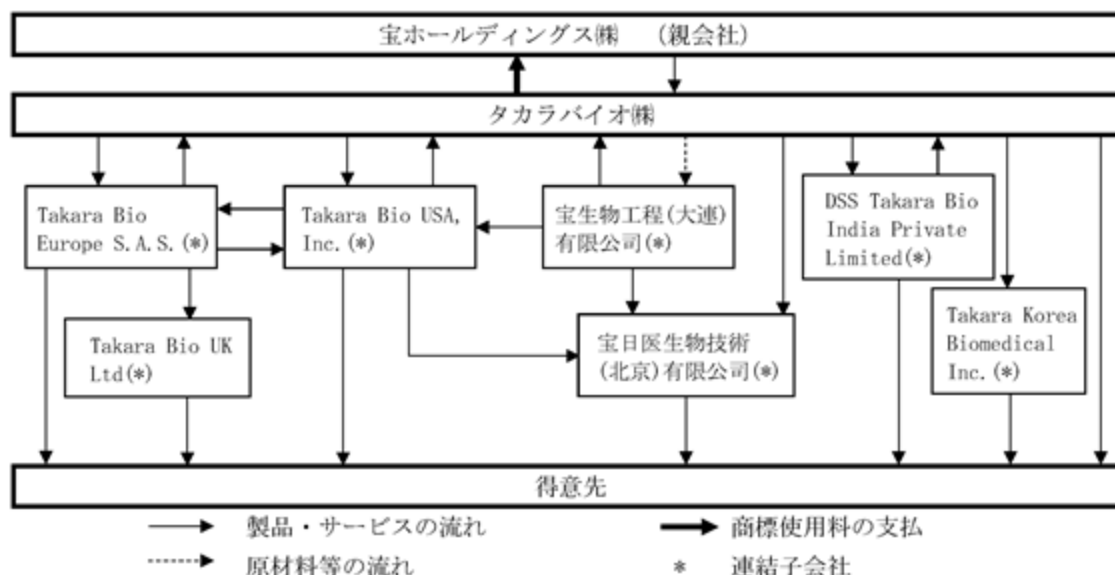 宝ホールディングス㈱ （親会社）
タカラバイオ㈱
Takara Bio
Europe S.A.S.(*)
Takara Bio USA,
Inc.(*)
宝生物工程(大連)
有限公司(*)
DSS Takara Bio
India Private
Limited(*)
Takara Bio UK
Ltd(*)
宝日医生物技術
(北京)有限公司(*)
Takara Korea
Biomedical
Inc.(*)
得意先
製品・サービスの流れ
商標使用料の支払
原材料等の流れ
* 連結子会社